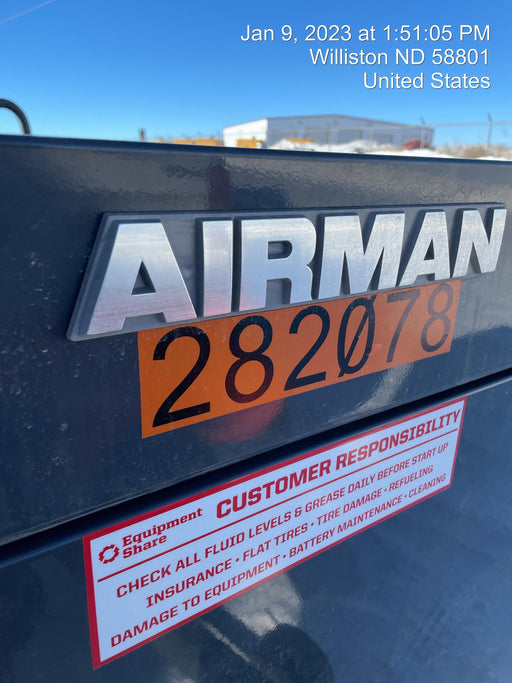 Jan 9, 2023 at 1:51:05 PM
Williston ND 58801
United States
AIRMAN
282078
Equipment Share CUSTOMER RESPONSIBILITY
CHECK ALL FLUID LEVELS & GREASE DAILY BEFORE START UP
INSURANCE • FLAT TIRES • TIRE DAMAGE • REFUELING
DAMAGE TO EQUIPMENT • BATTERY MAINTENANCE • CLEANING